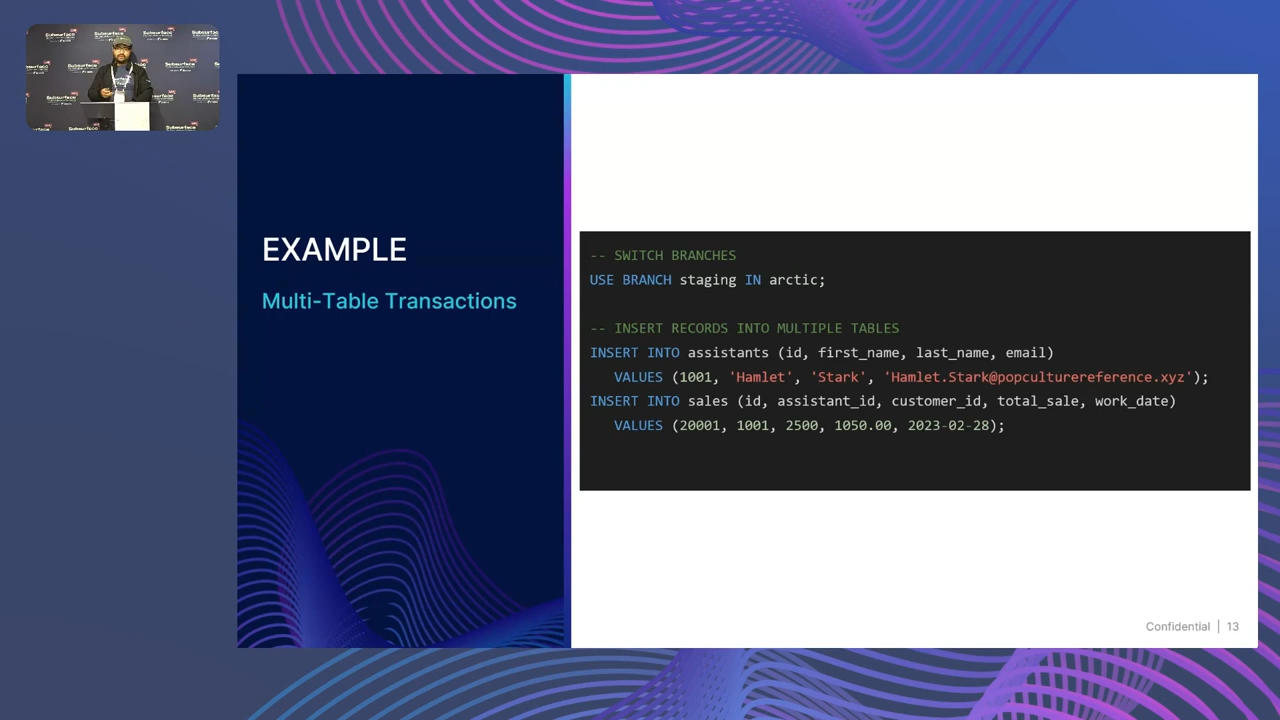 Subsurface
EXAMPLE
Multi-Table Transactions
-- SWITCH BRANCHES
USE BRANCH staging IN arctic;
-- INSERT RECORDS INTO MULTIPLE TABLES
INSERT INTO assistants (id, first_name, last_name, email)
VALUES (1001, 'Hamlet', 'Stark', 'Hamlet.Stark@popculturereference.xyz');
INSERT INTO sales (id, assistant_id, customer_id, total_sale, work_date)
VALUES (20001, 1001, 2500, 1050.00, 2023-02-28);
Confidential | 13